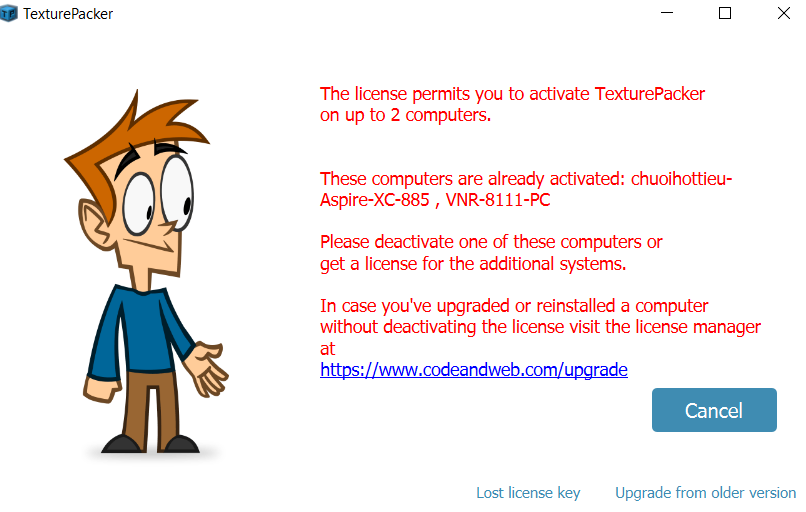 TexturePacker
The license permits you to activate TexturePacker
on up to 2 computers.
These computers are already activated: chuoihottieu-
Aspire-XC-885 , VNR-8111-PC
Please deactivate one of these computers or
get a license for the additional systems.
In case you've upgraded or reinstalled a computer
without deactivating the license visit the license manager
at
https://www.codeandweb.com/upgrade
Cancel
Lost license key
Upgrade from older version